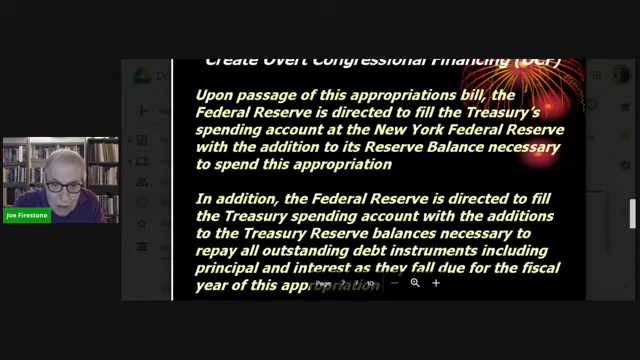 Create Overt Congressional Financing (OCF)
Upon passage of this appropriations bill, the
Federal Reserve is directed to fill the Treasury's
spending account at the New York Federal Reserve
with the addition to its Reserve Balance necessary
to spend this appropriation
In addition, the Federal Reserve is directed to fill
the Treasury spending account with the additions
to the Treasury Reserve balances necessary to
repay all outstanding debt instruments including
principal and interest as they fall due for the fiscal
year of this appropriation
Page 7 / 10
Joe Firestone